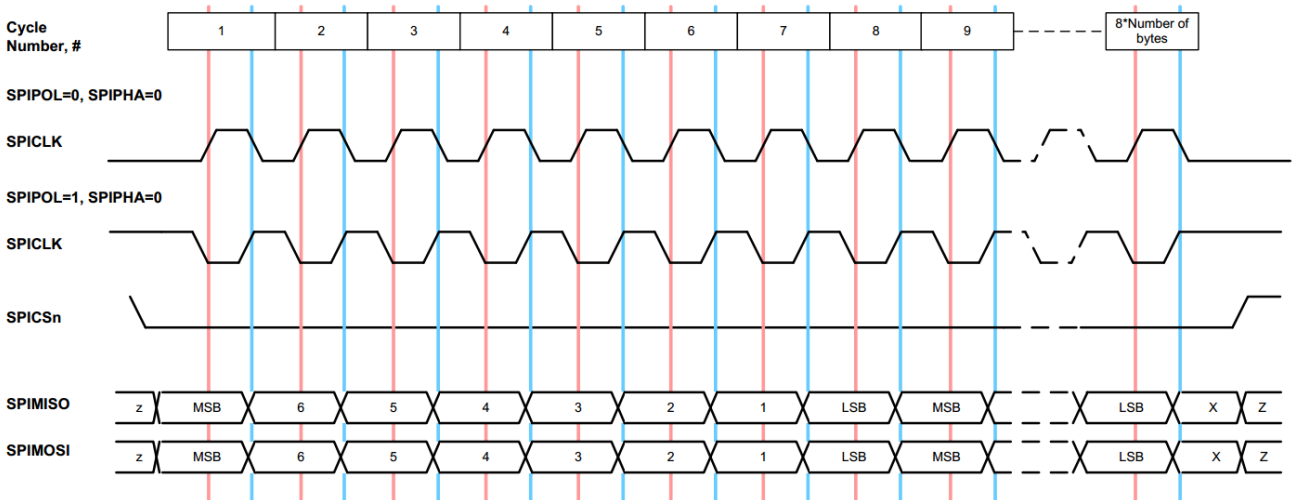 Cycle
Number, #
1 2 3 4 5 6 7 8 9
8*Number of
bytes
SPIPOL=0, SPIPHA=0
SPICLK
SPIPOL=1, SPIPHA=0
SPICLK
SPICSn
SPIMISO z MSB 6 5 4 3 2 1 LSB MSB LSB X Z
SPIMOSI z MSB 6 5 4 3 2 1 LSB MSB LSB X Z